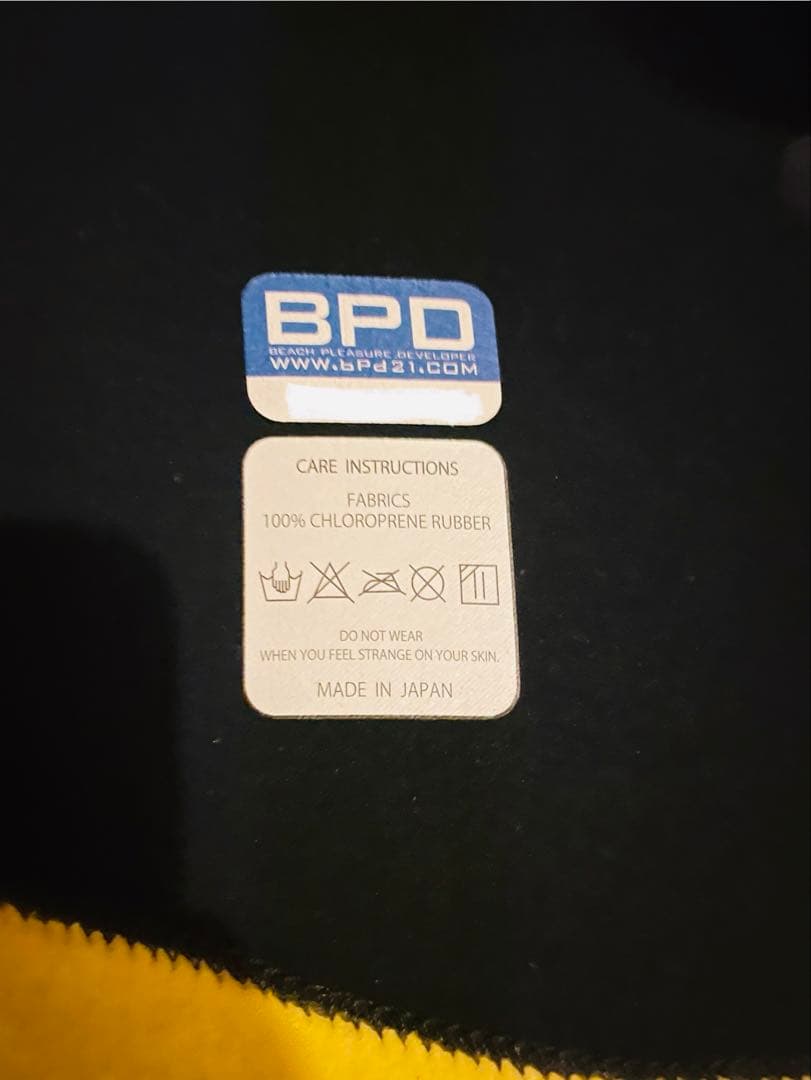 BPD
BEACH PLEASURE DEVELOPER
WWW.bPd21.COM
CARE INSTRUCTIONS
FABRICS
100% CHLOROPRENE RUBBER
DO NOT WEAR
WHEN YOU FEEL STRANGE ON YOUR SKIN.
MADE IN JAPAN